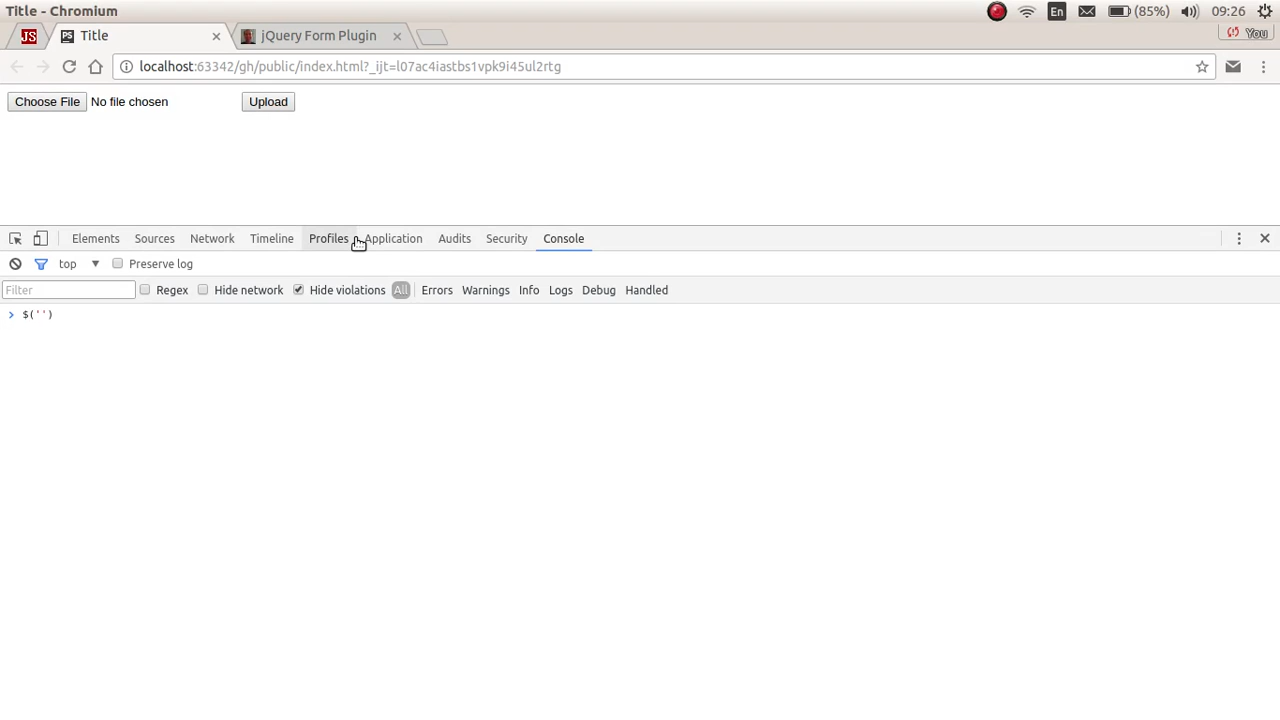 Title - Chromium
En
(85%)
09:26
JS
PS Title
jQuery Form Plugin
You
localhost:63342/gh/public/index.html?_ijt=l07ac4iastbs1vpk9i45ul2rtg
Choose File No file chosen Upload
Elements Sources Network Timeline Profiles Application Audits Security Console
top Preserve log
Filter Regex Hide network Hide violations All Errors Warnings Info Logs Debug Handled
> $('')